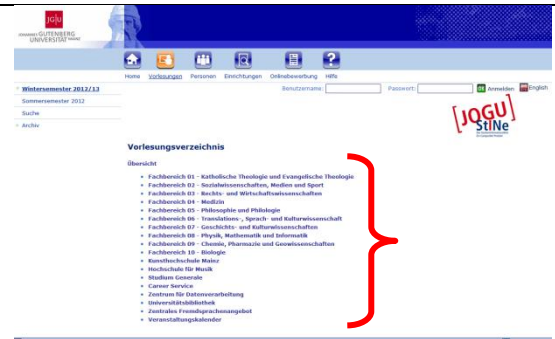 JG|U
JOHANNES GUTENBERG
UNIVERSITÄT MAINZ
Home Vorlesungen Personen Einrichtungen Onlinebewerbung Hilfe
Wintersemester 2012/13
Benutzername: Passwort: Anmelden English
Sommersemester 2012
Suche
Archiv
[JOGU]
StINe
Vorlesungsverzeichnis
Übersicht
Fachbereich 01 - Katholische Theologie und Evangelische Theologie
Fachbereich 02 - Sozialwissenschaften, Medien und Sport
Fachbereich 03 - Rechts- und Wirtschaftswissenschaften
Fachbereich 04 - Medizin
Fachbereich 05 - Philosophie und Philologie
Fachbereich 06 - Translations-, Sprach- und Kulturwissenschaft
Fachbereich 07 - Geschichts- und Kulturwissenschaften
Fachbereich 08 - Physik, Mathematik und Informatik
Fachbereich 09 - Chemie, Pharmazie und Geowissenschaften
Fachbereich 10 - Biologie
Kunsthochschule Mainz
Hochschule für Musik
Studium Generale
Career Service
Zentrum für Datenverarbeitung
Universitätsbibliothek
Zentrales Fremdsprachenangebot
Veranstaltungskalender